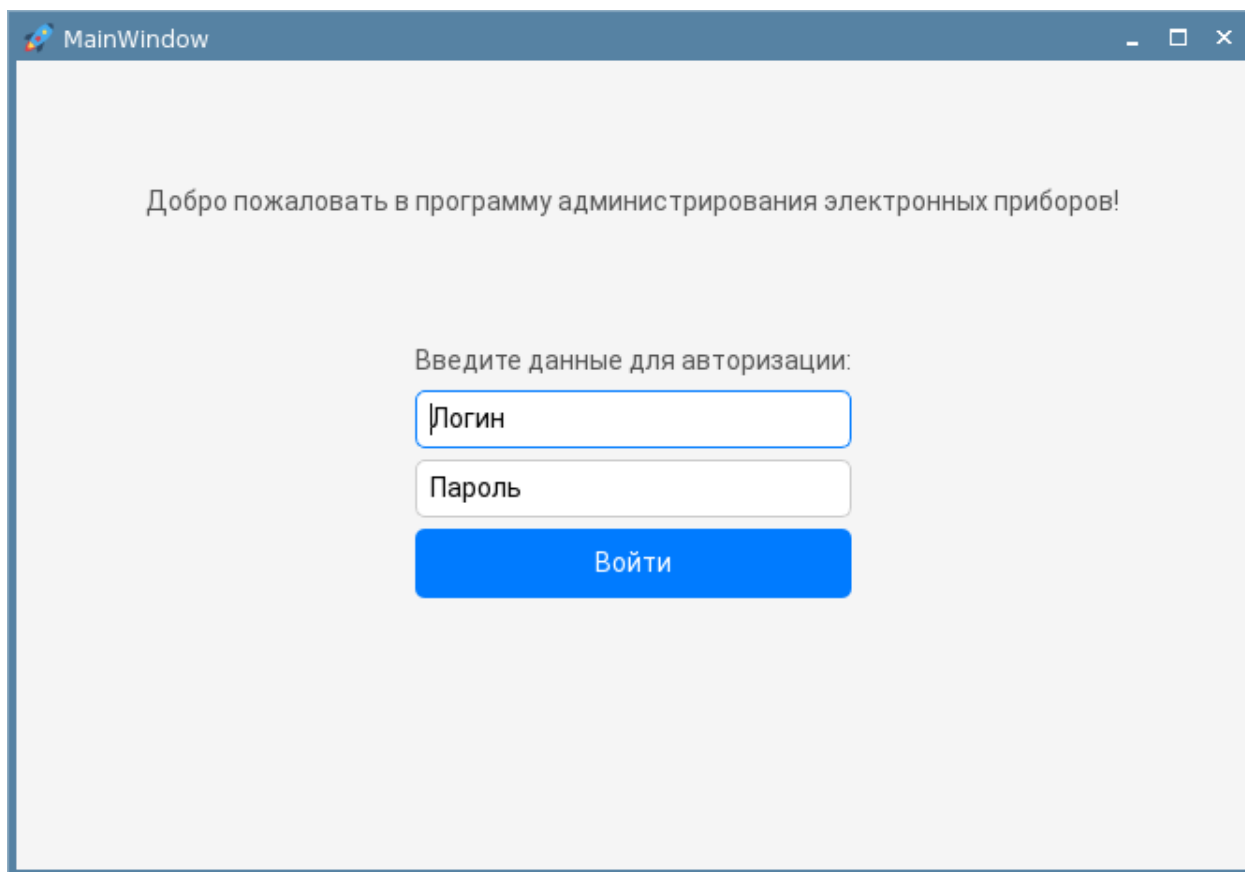 MainWindow
Добро пожаловать в программу администрирования электронных приборов!
Введите данные для авторизации:
Логин
Пароль
Войти